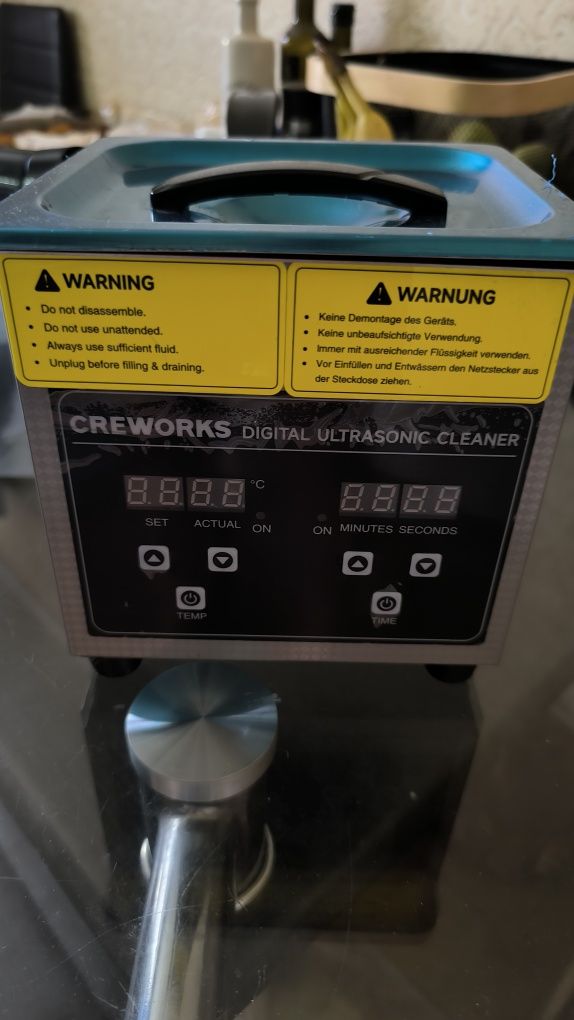 WARNING
• Do not disassemble.
• Do not use unattended.
• Always use sufficient fluid.
• Unplug before filling & draining.
WARNUNG
• Keine Demontage des Geräts.
• Keine unbeaufsichtigte Verwendung.
• Immer mit ausreichender Flüssigkeit verwenden.
• Vor Einfüllen und Entwässern den Netzstecker aus
der Steckdose ziehen.
CREWORKS DIGITAL ULTRASONIC CLEANER
°C
SET ACTUAL ON
ON MINUTES SECONDS
TEMP
TIME